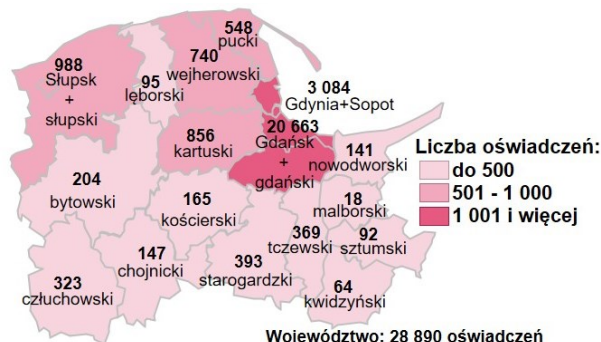 548
pucki
988
Słupsk
+
słupski
95
lęborski
740
wejherowski
3 084
Gdynia+Sopot
856
kartuski
20 663
Gdańsk
+
gdański
141
nowodworski
Liczba oświadczeń:
do 500
501 - 1 000
1 001 i więcej
204
bytowski
165
kościerski
18
malborski
369
tczewski
92
sztumski
147
chojnicki
393
starogardzki
323
człuchowski
64
kwidzyński
Województwo: 28 890 oświadczeń